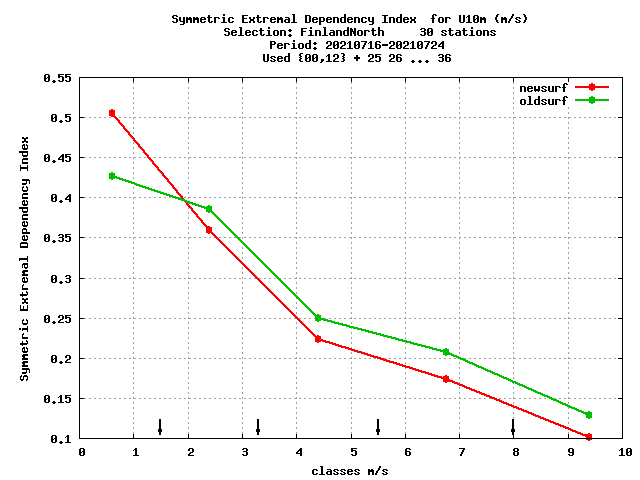 Symmetric Extremal Dependency Index  for U10m (m/s)
Selection: FinlandNorth     30 stations
Period: 20210716-20210724
Used {00,12} + 25 26 ... 36
newsurf
oldsurf
Symmetric Extremal Dependency Index
0.55
0.5
0.45
0.4
0.35
0.3
0.25
0.2
0.15
0.1
0 1 2 3 4 5 6 7 8 9 10
classes m/s